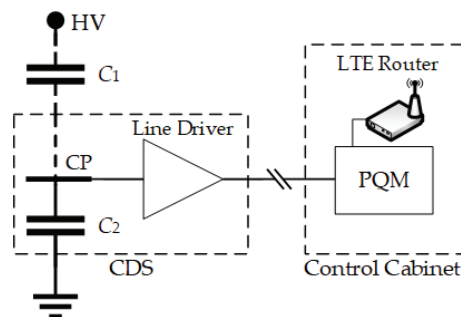 HV
C1
LTE Router
Line Driver
CP
PQM
C2
CDS
Control Cabinet